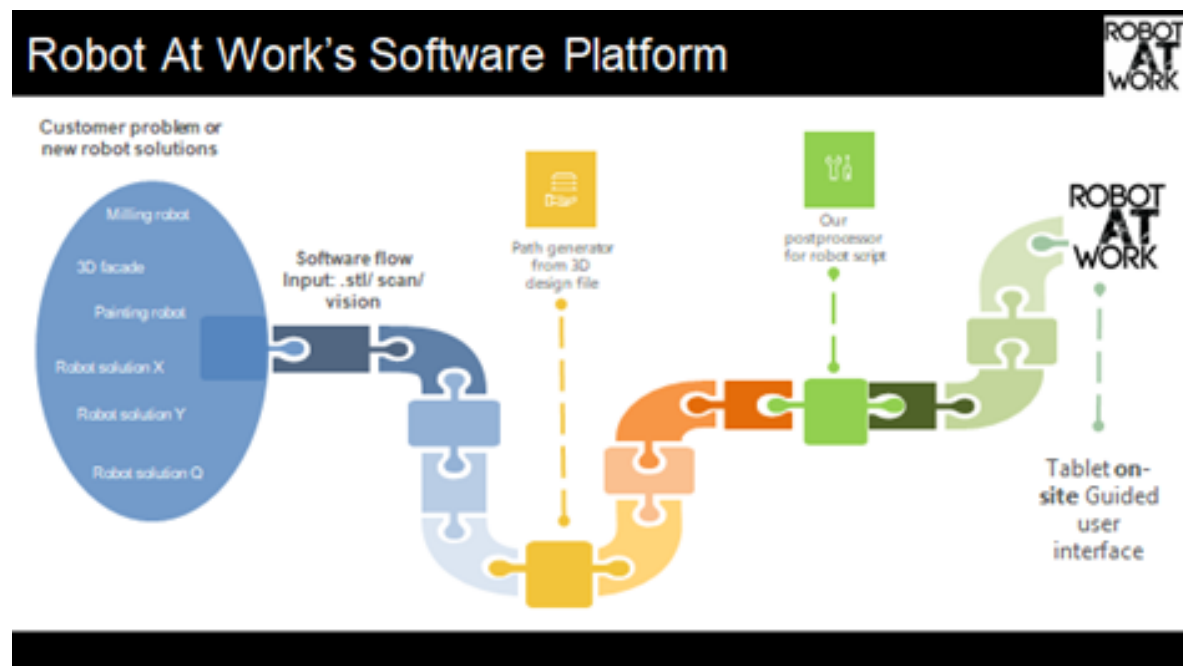 Robot At Work's Software Platform
ROBOT
AT
WORK
Customer problem or
new robot solutions
Milling robot
3D facade
Painting robot
Robot solution X
Robot solution Y
Robot solution Q
Software flow
Input: .stl/ scan/
vision
Path generator
from 3D
design file
Our
postprocessor
for robot script
ROBOT
AT
WORK
Tablet on-
site Guided
user
interface